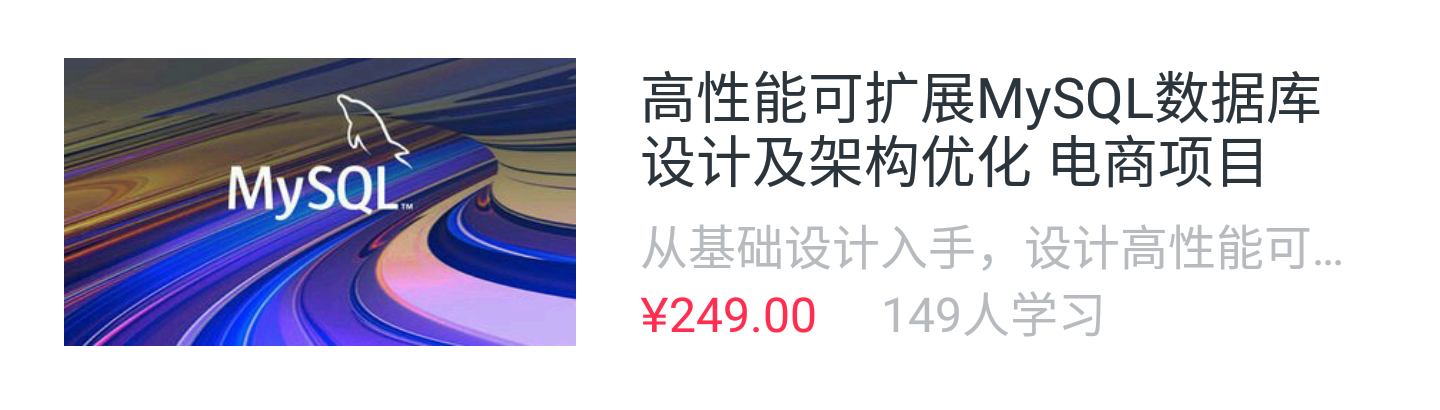 MySQL™
高性能可扩展MySQL数据库
设计及架构优化 电商项目
从基础设计入手，设计高性能可...
¥249.00 149人学习